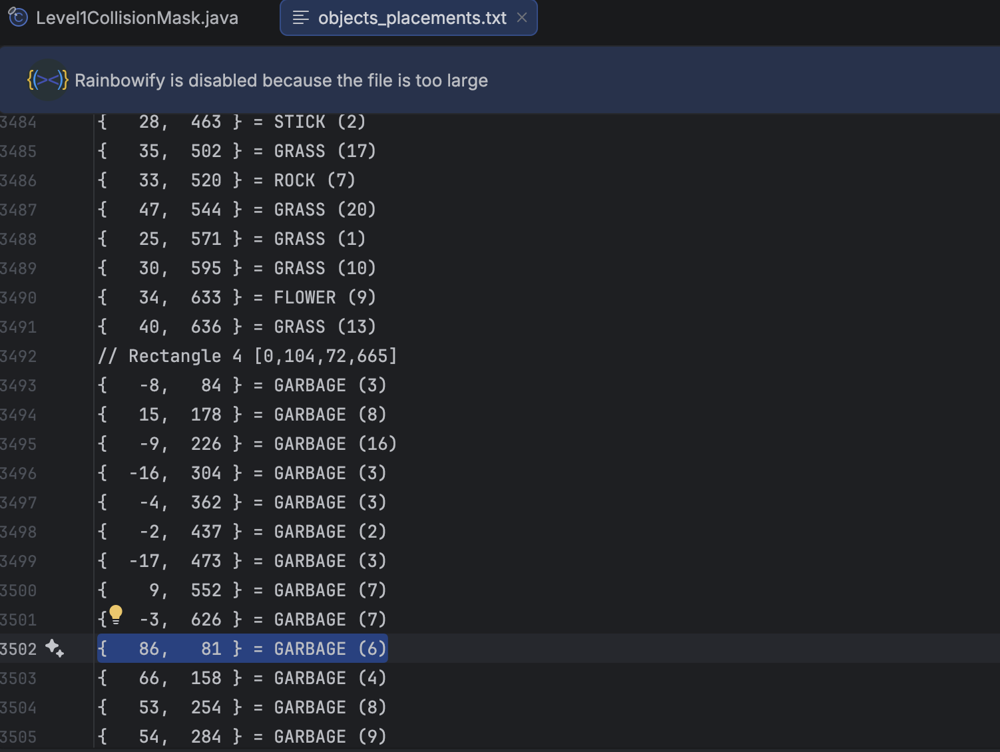 Level1CollisionMask.java
objects_placements.txt
Rainbowify is disabled because the file is too large
3484 {   28,  463 } = STICK (2)
3485 {   35,  502 } = GRASS (17)
3486 {   33,  520 } = ROCK (7)
3487 {   47,  544 } = GRASS (20)
3488 {   25,  571 } = GRASS (1)
3489 {   30,  595 } = GRASS (10)
3490 {   34,  633 } = FLOWER (9)
3491 {   40,  636 } = GRASS (13)
3492 // Rectangle 4 [0,104,72,665]
3493 {   -8,   84 } = GARBAGE (3)
3494 {   15,  178 } = GARBAGE (8)
3495 {   -9,  226 } = GARBAGE (16)
3496 {  -16,  304 } = GARBAGE (3)
3497 {   -4,  362 } = GARBAGE (3)
3498 {   -2,  437 } = GARBAGE (2)
3499 {  -17,  473 } = GARBAGE (3)
3500 {    9,  552 } = GARBAGE (7)
3501 {   -3,  626 } = GARBAGE (7)
3502 {   86,   81 } = GARBAGE (6)
3503 {   66,  158 } = GARBAGE (4)
3504 {   53,  254 } = GARBAGE (8)
3505 {   54,  284 } = GARBAGE (9)